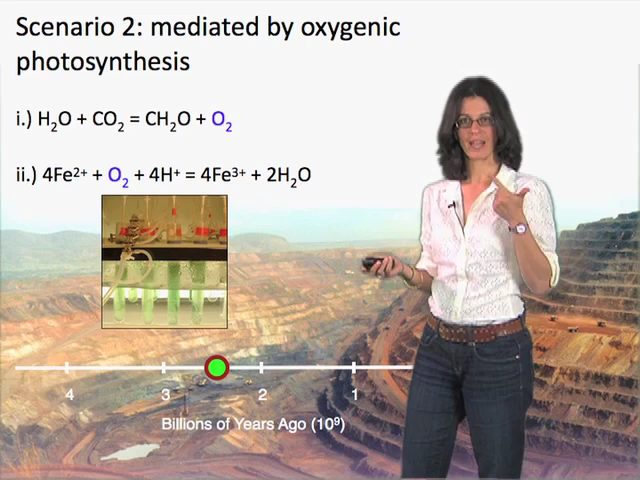 Scenario 2: mediated by oxygenic
photosynthesis
i.) H₂O + CO₂ = CH₂O + O₂
ii.) 4Fe²⁺ + O₂ + 4H⁺ = 4Fe³⁺ + 2H₂O
4 3 2 1
Billions of Years Ago (10⁹)